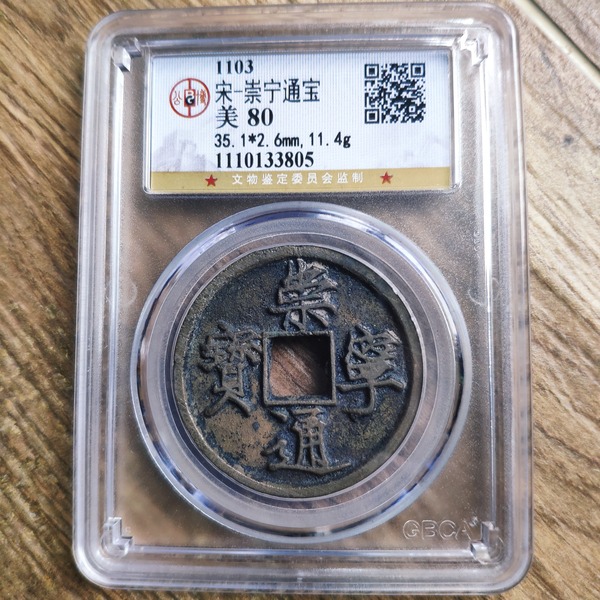 1103
宋-崇宁通宝
美 80
35.1*2.6mm,11.4g
1110133805
文物鉴定委员会监制
崇
寶 寧
通
GBCA